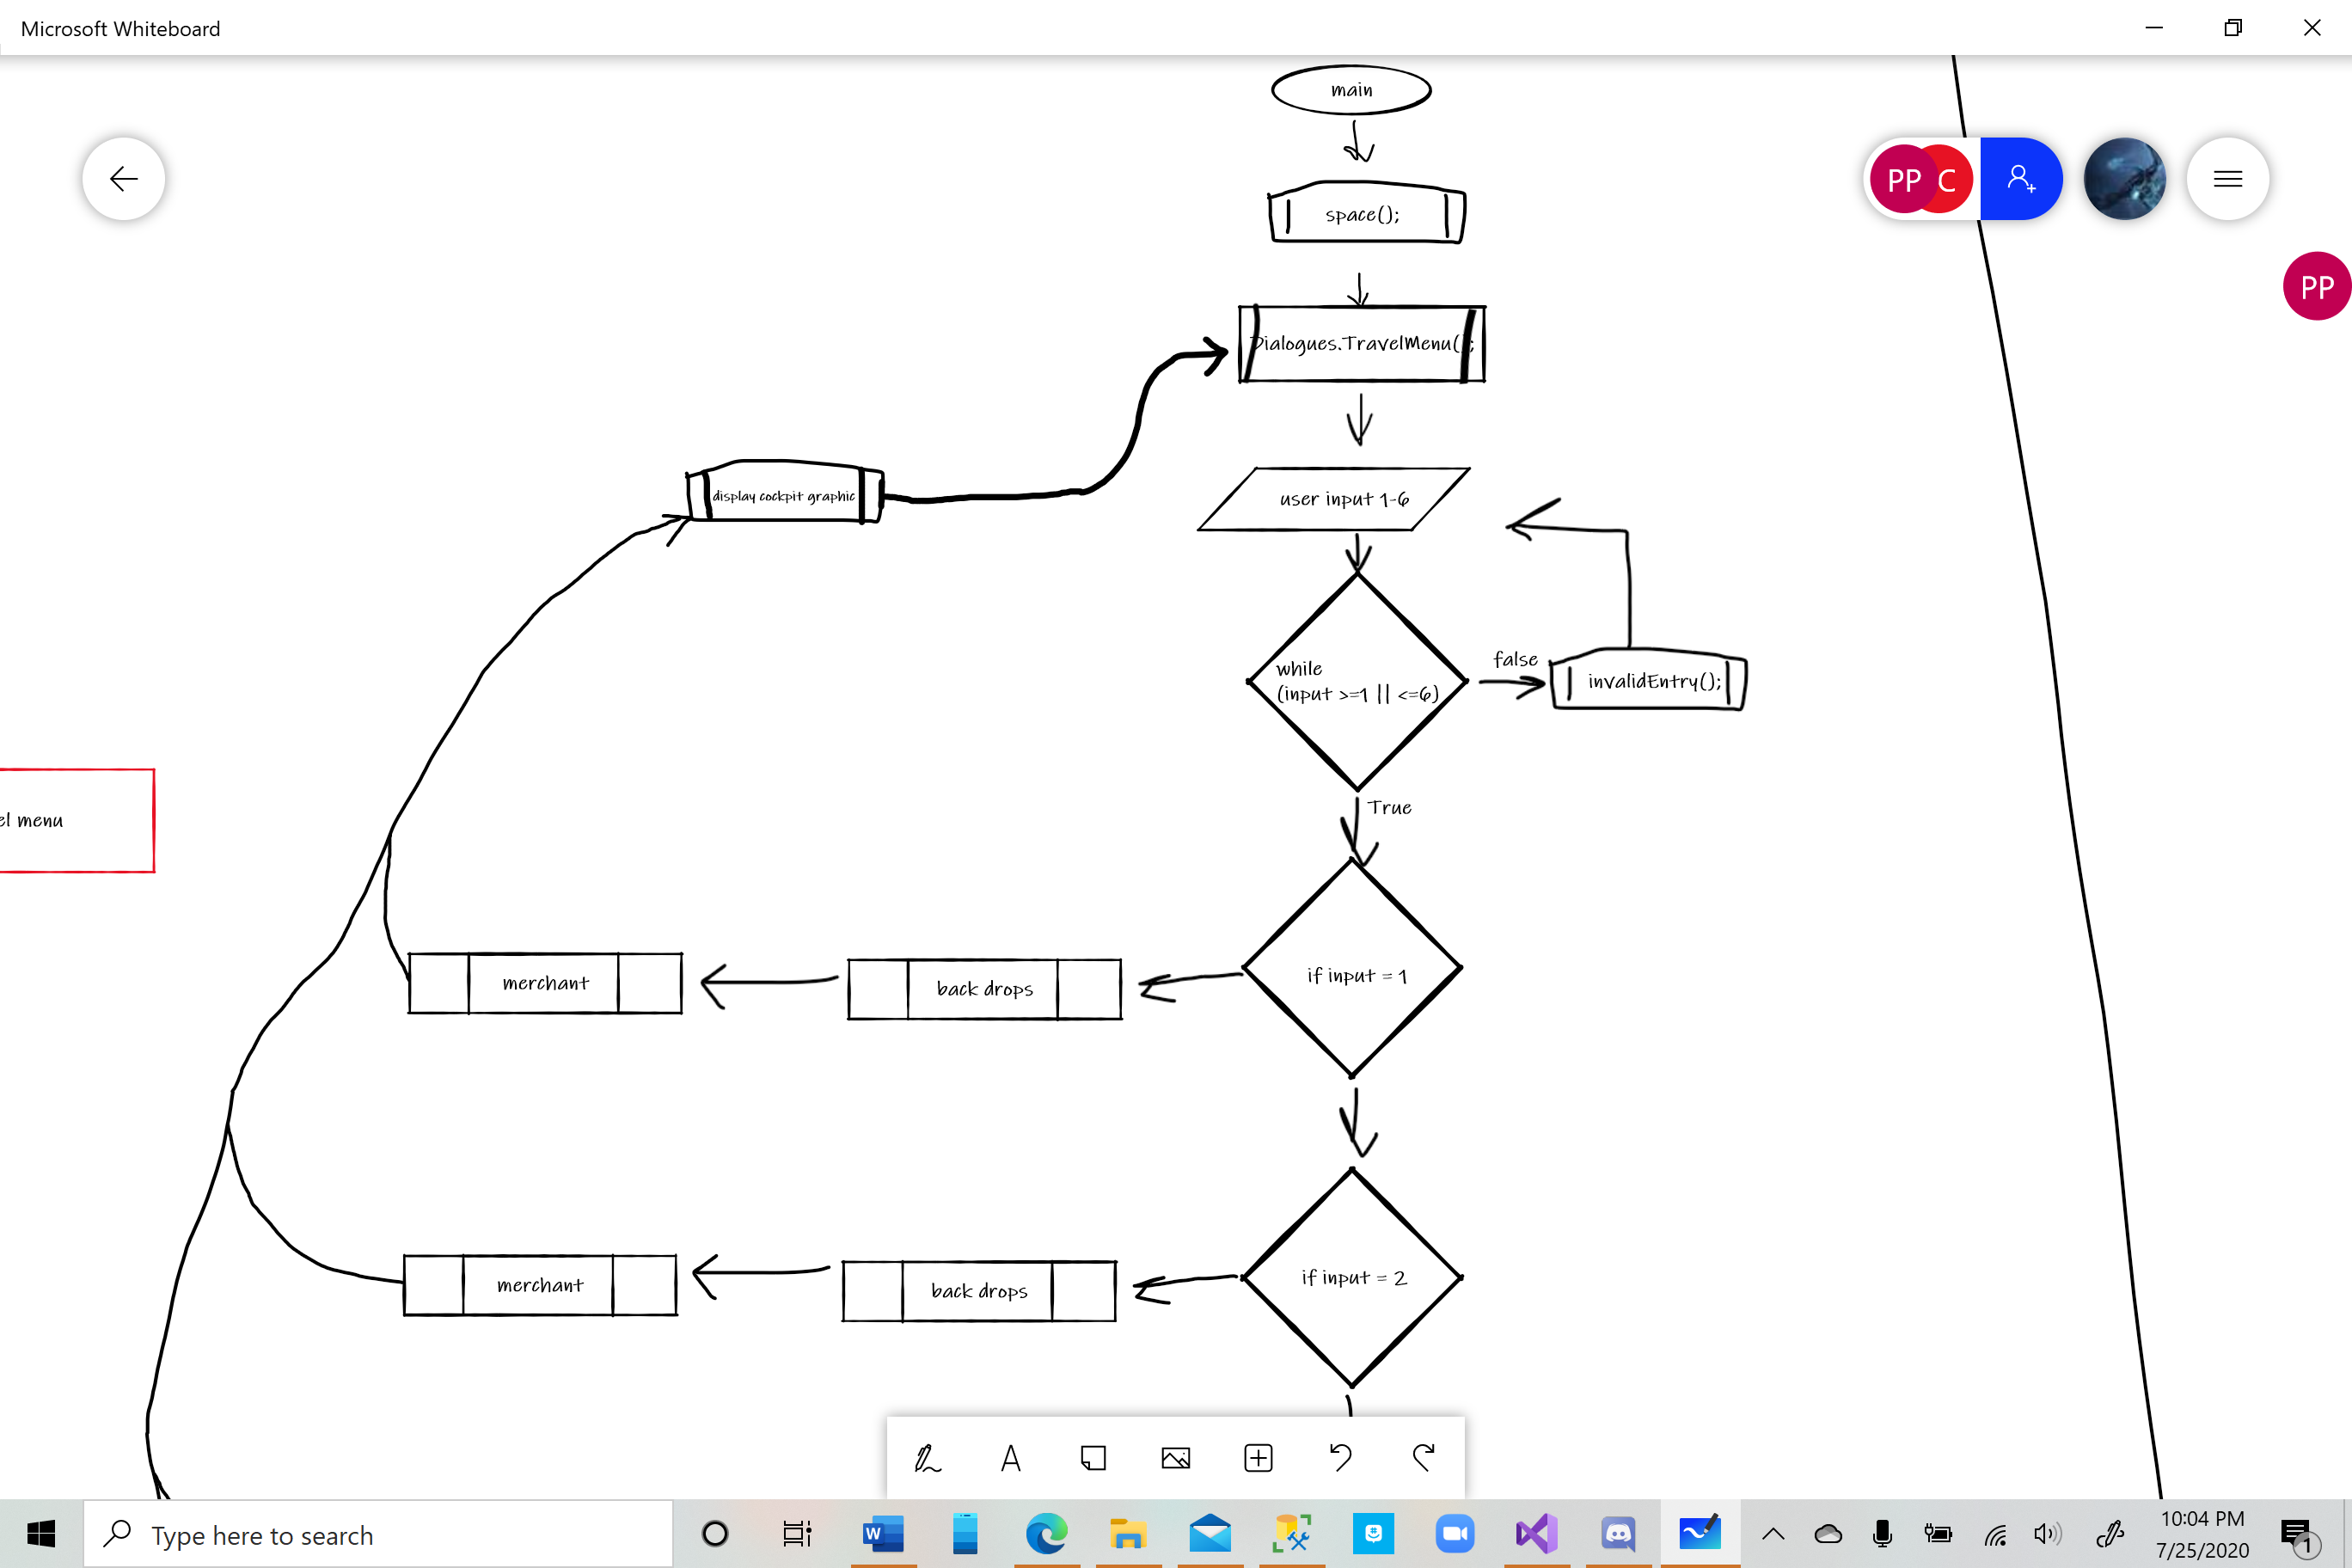 Microsoft Whiteboard
main
PP C
space();
PP
Dialogues.TravelMenu();
display cockpit graphic
user input 1-6
while
(input >=1 || <=6)
false
invalidEntry();
True
el menu
if input = 1
back drops
merchant
if input = 2
back drops
merchant
Type here to search
W
10:04 PM
7/25/2020
1